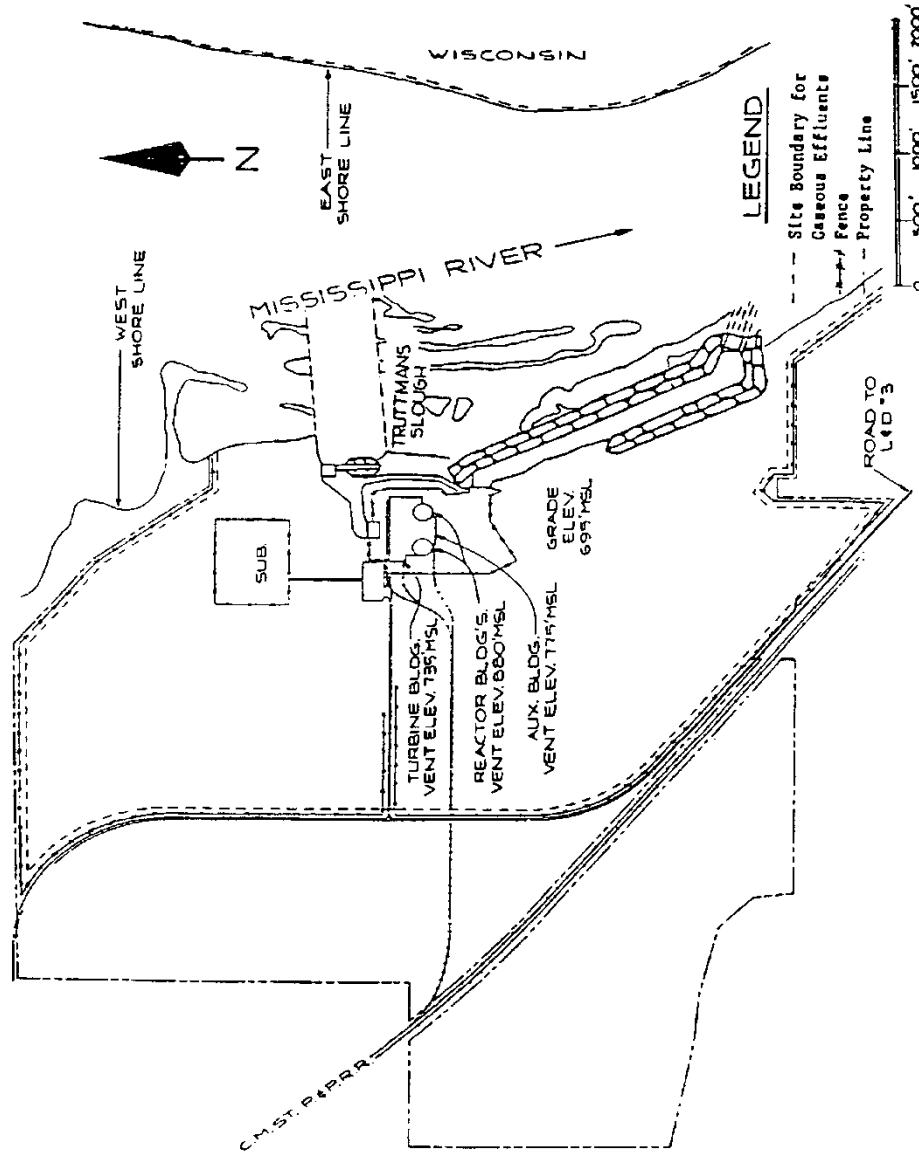 WISCONSIN
N
EAST
SHORE LINE
WEST
SHORE LINE
MISSISSIPPI RIVER
TRUTTMANS
SLOUGH
SUB.
GRADE
ELEV.
695'MSL
TURBINE BLDG.
VENT ELEV. 735'MSL
REACTOR BLDG'S.
VENT ELEV. 880'MSL
AUX. BLDG.
VENT ELEV. 775'MSL
C.M. ST. P. & P. R.R.
ROAD TO
L & D #3
LEGEND
Site Boundary for
Gaseous Effluents
Fence
Property Line
0 500' 1000' 1500' 2000'